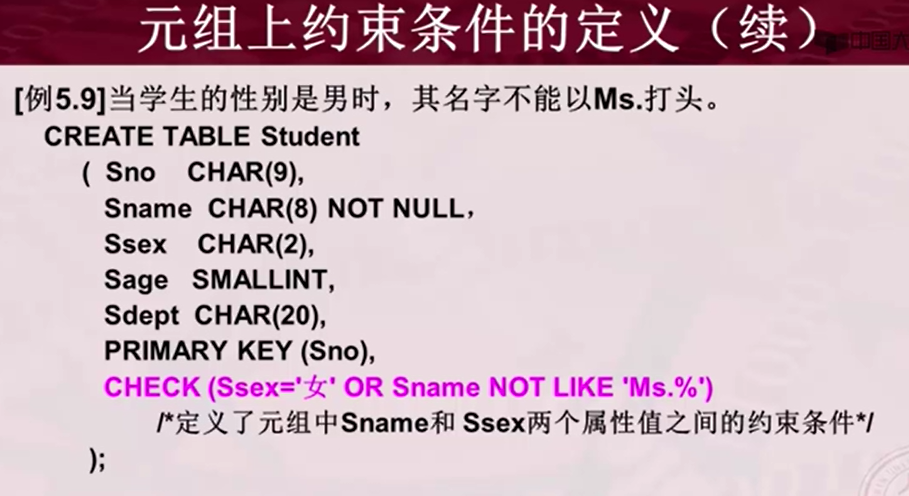 元组上约束条件的定义（续）
中国大
[例5.9]当学生的性别是男时，其名字不能以Ms.打头。
CREATE TABLE Student
( Sno CHAR(9),
Sname CHAR(8) NOT NULL，
Ssex CHAR(2),
Sage SMALLINT,
Sdept CHAR(20),
PRIMARY KEY (Sno),
CHECK (Ssex='女' OR Sname NOT LIKE 'Ms.%')
/*定义了元组中Sname和 Ssex两个属性值之间的约束条件*/
);